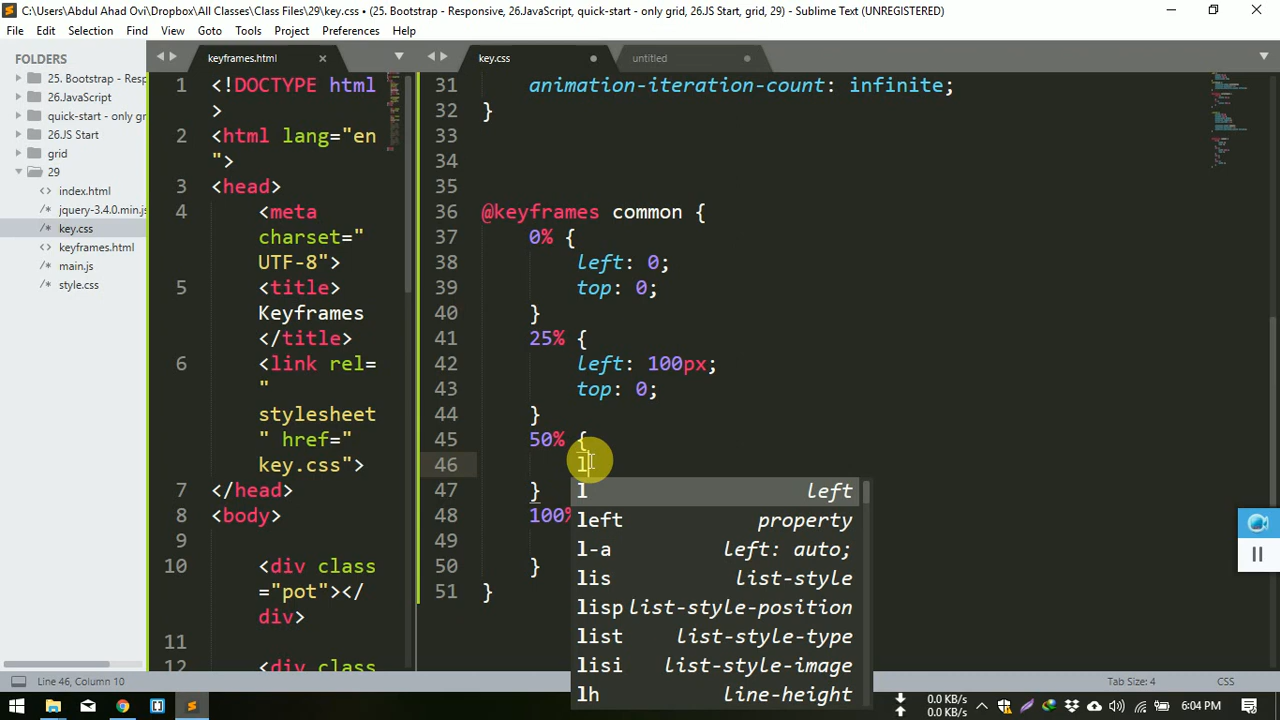 C:\Users\Abdul Ahad Ovi\Dropbox\All Classes\Class Files\29\key.css • (25. Bootstrap - Responsive, 26.JavaScript, quick-start - only grid, 26.JS Start, grid, 29) - Sublime Text (UNREGISTERED)
File Edit Selection Find View Goto Tools Project Preferences Help
FOLDERS
25. Bootstrap - Resp
26.JavaScript
quick-start - only gr
26.JS Start
grid
29
index.html
jquery-3.4.0.min.js
key.css
keyframes.html
main.js
style.css
keyframes.html
1 <!DOCTYPE html
>
2 <html lang="en
">
3 <head>
4 <meta
charset="
UTF-8">
5 <title>
Keyframes
</title>
6 <link rel=
"
stylesheet
" href="
key.css">
7 </head>
8 <body>
9
10 <div class
="pot"></
div>
11
12 <div class
key.css untitled
31 animation-iteration-count: infinite;
32 }
33
34
35
36 @keyframes common {
37 0% {
38 left: 0;
39 top: 0;
40 }
41 25% {
42 left: 100px;
43 top: 0;
44 }
45 50% {
46 l
47 }
48 100%
49
50 }
51 }
l left
left property
l-a left: auto;
lis list-style
lisp list-style-position
list list-style-type
lisi list-style-image
lh line-height
Line 46, Column 10 Tab Size: 4 CSS
0.0 KB/s
0.0 KB/s
6:04 PM